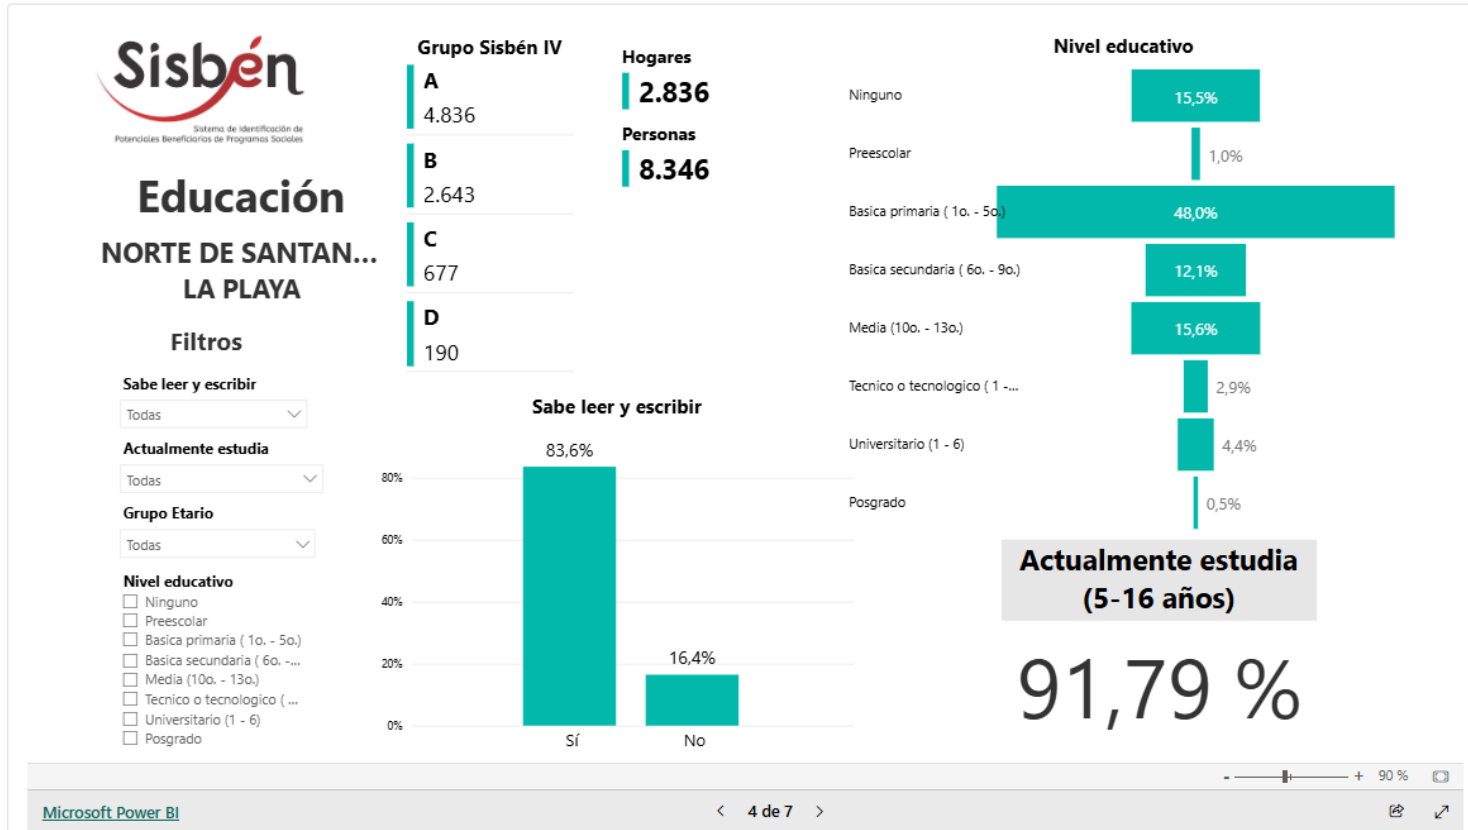 Sisbén
Sistema de Identificación de
Potenciales Beneficiarios de Programas Sociales
Educación
NORTE DE SANTAN...
LA PLAYA
Filtros
Sabe leer y escribir
Todas
Actualmente estudia
Todas
Grupo Etario
Todas
Nivel educativo
Ninguno
Preescolar
Basica primaria ( 1o. - 5o.)
Basica secundaria ( 6o. -...
Media (10o. - 13o.)
Tecnico o tecnologico ( ...
Universitario (1 - 6)
Posgrado
Grupo Sisbén IV
A
4.836
B
2.643
C
677
D
190
Hogares
2.836
Personas
8.346
Sabe leer y escribir
83,6%
80%
60%
40%
20%
16,4%
0%
Sí
No
Nivel educativo
Ninguno
15,5%
Preescolar
1,0%
Basica primaria ( 1o. - 5o.)
48,0%
Basica secundaria ( 6o. - 9o.)
12,1%
Media (10o. - 13o.)
15,6%
Tecnico o tecnologico ( 1 -...
2,9%
Universitario (1 - 6)
4,4%
Posgrado
0,5%
Actualmente estudia
(5-16 años)
91,79 %
- + 90 %
Microsoft Power BI
< 4 de 7 >